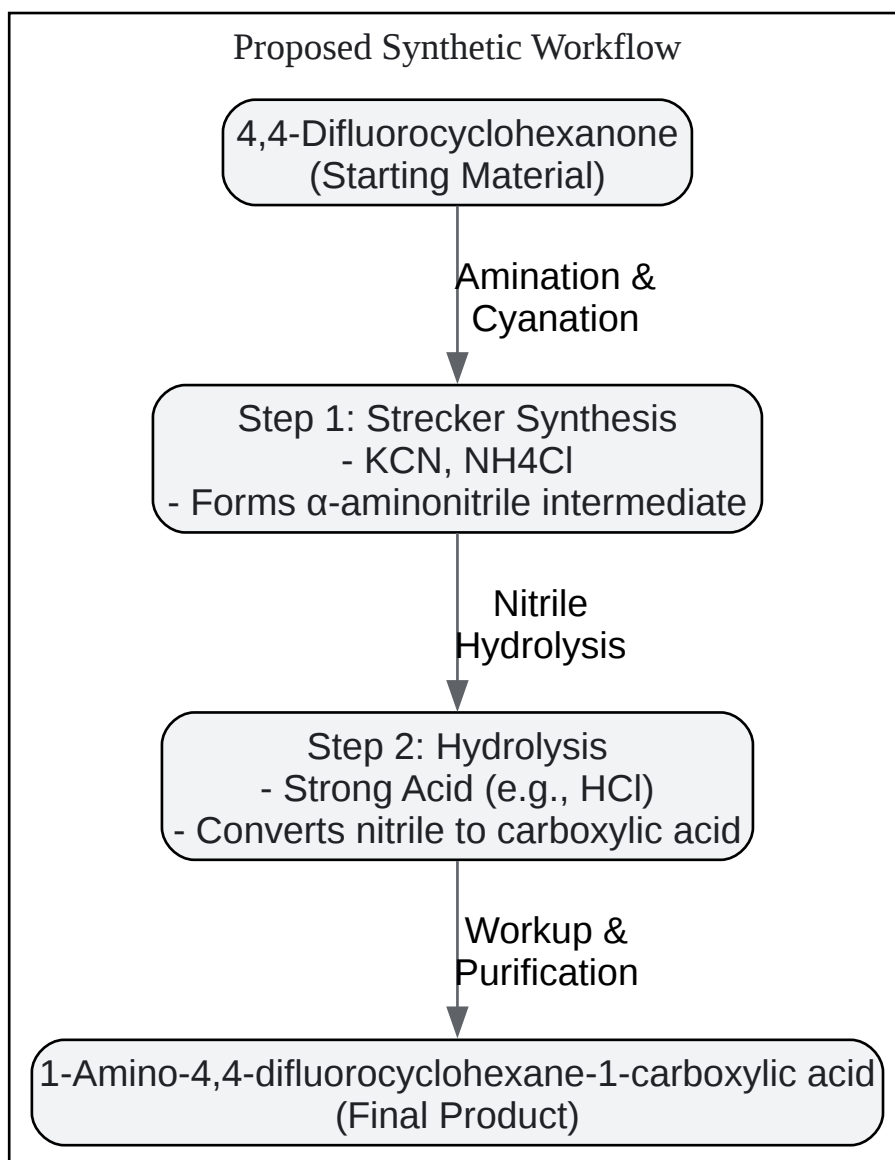 Proposed Synthetic Workflow
4,4-Difluorocyclohexanone
(Starting Material)
Amination &
Cyanation
Step 1: Strecker Synthesis
- KCN, NH4Cl
- Forms α-aminonitrile intermediate
Nitrile
Hydrolysis
Step 2: Hydrolysis
- Strong Acid (e.g., HCl)
- Converts nitrile to carboxylic acid
Workup &
Purification
1-Amino-4,4-difluorocyclohexane-1-carboxylic acid
(Final Product)